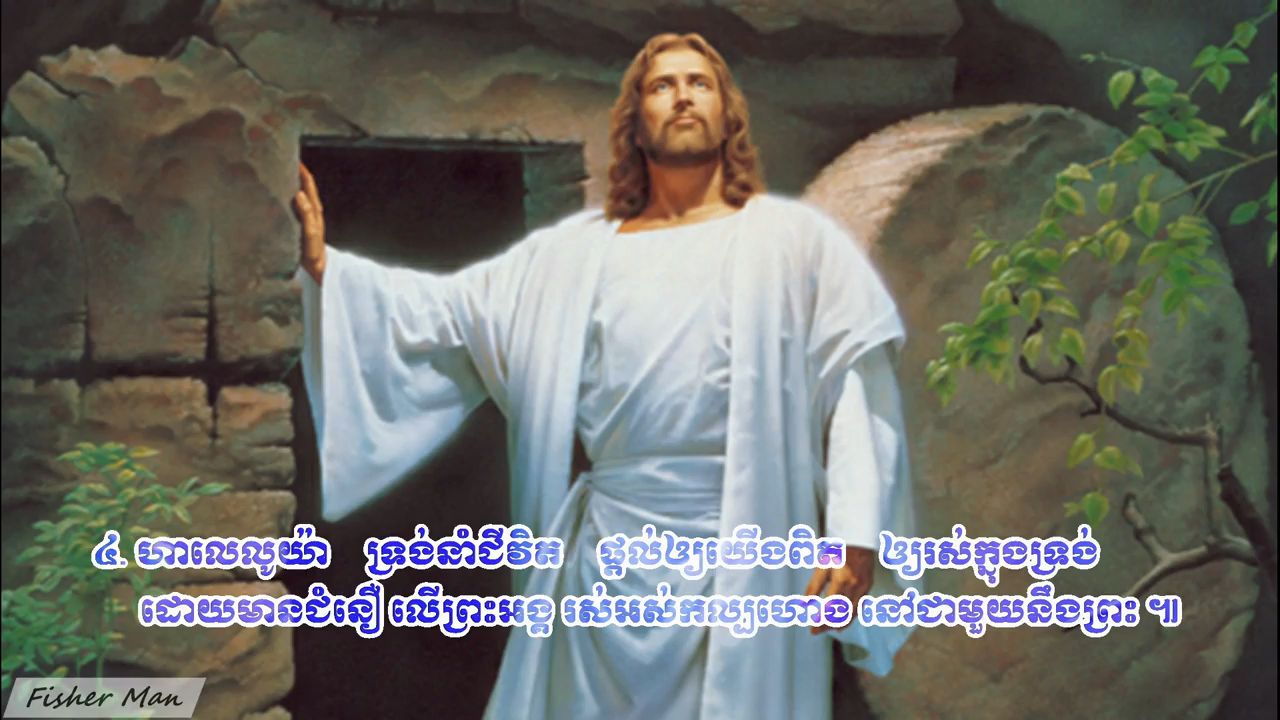 ៤. ហាលេលូយ៉ា ទ្រង់នាំជីវិត ផ្ដល់ឲ្យយើងពិត ឲ្យរស់ក្នុងទ្រង់
ដោយមានជំនឿ លើព្រះអង្គ រស់អស់កល្បហោង នៅជាមួយនឹងព្រះ ៕
Fisher Man